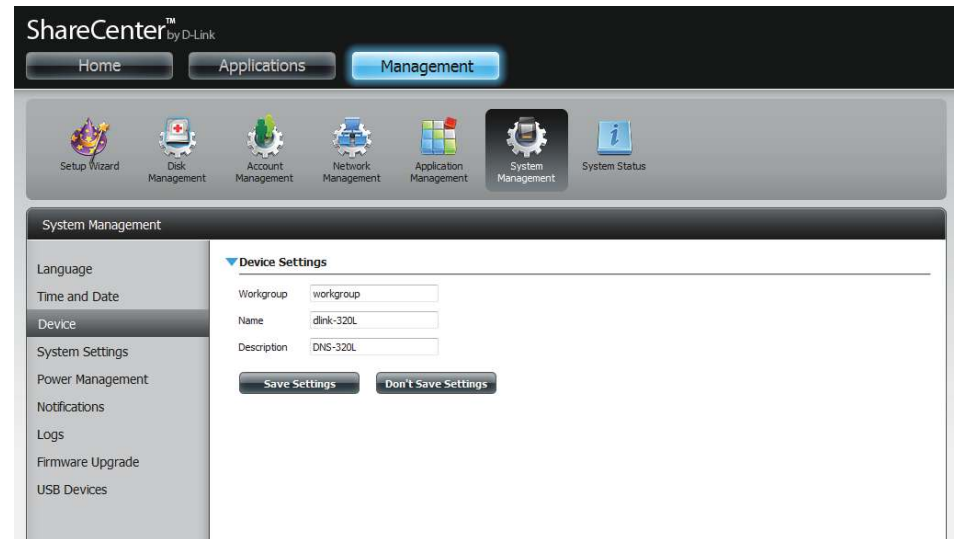 ShareCenter™ by D-Link
Home Applications Management
Setup Wizard Disk Management Account Management Network Management Application Management System Management System Status
System Management
Language
Time and Date
Device
System Settings
Power Management
Notifications
Logs
Firmware Upgrade
USB Devices
Device Settings
Workgroup workgroup
Name dlink-320L
Description DNS-320L
Save Settings Don't Save Settings